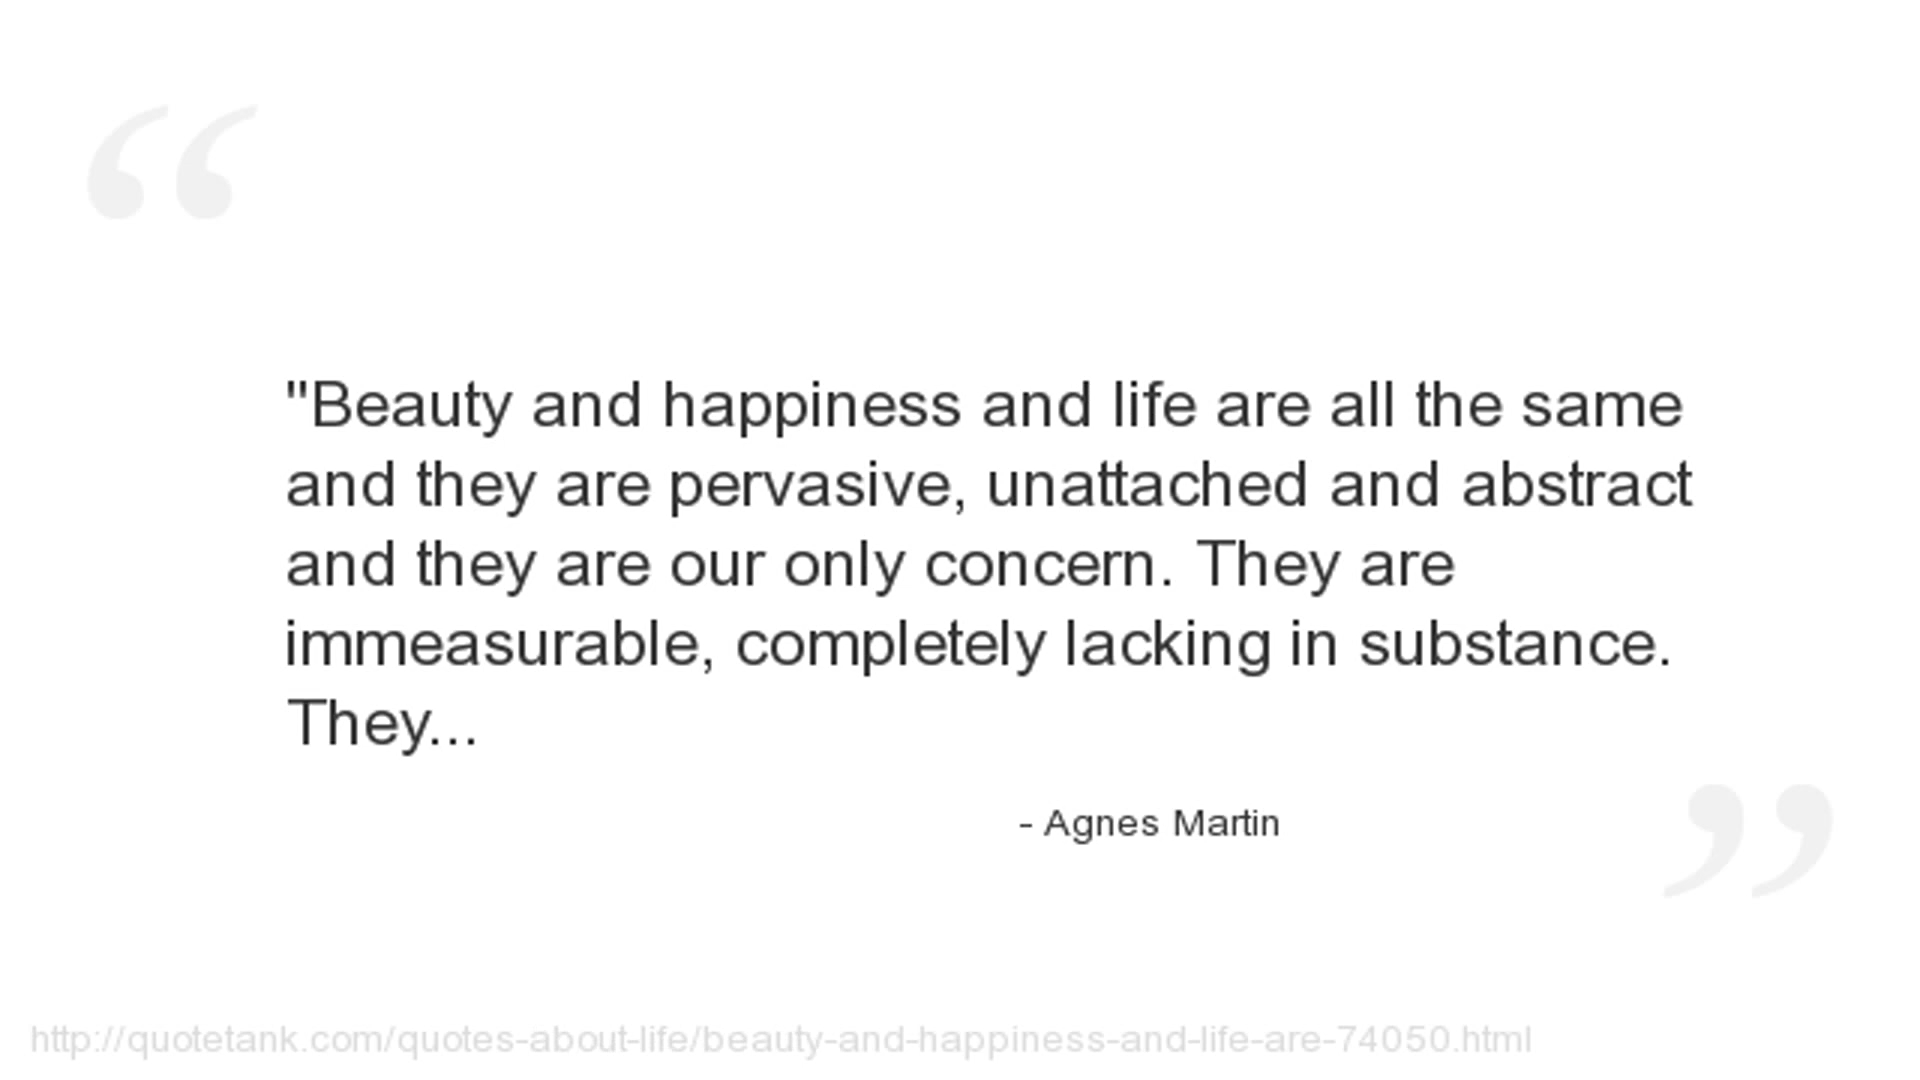 "Beauty and happiness and life are all the same
and they are pervasive, unattached and abstract
and they are our only concern. They are
immeasurable, completely lacking in substance.
They...
- Agnes Martin
http://quotetank.com/quotes-about-life/beauty-and-happiness-and-life-are-74050.html